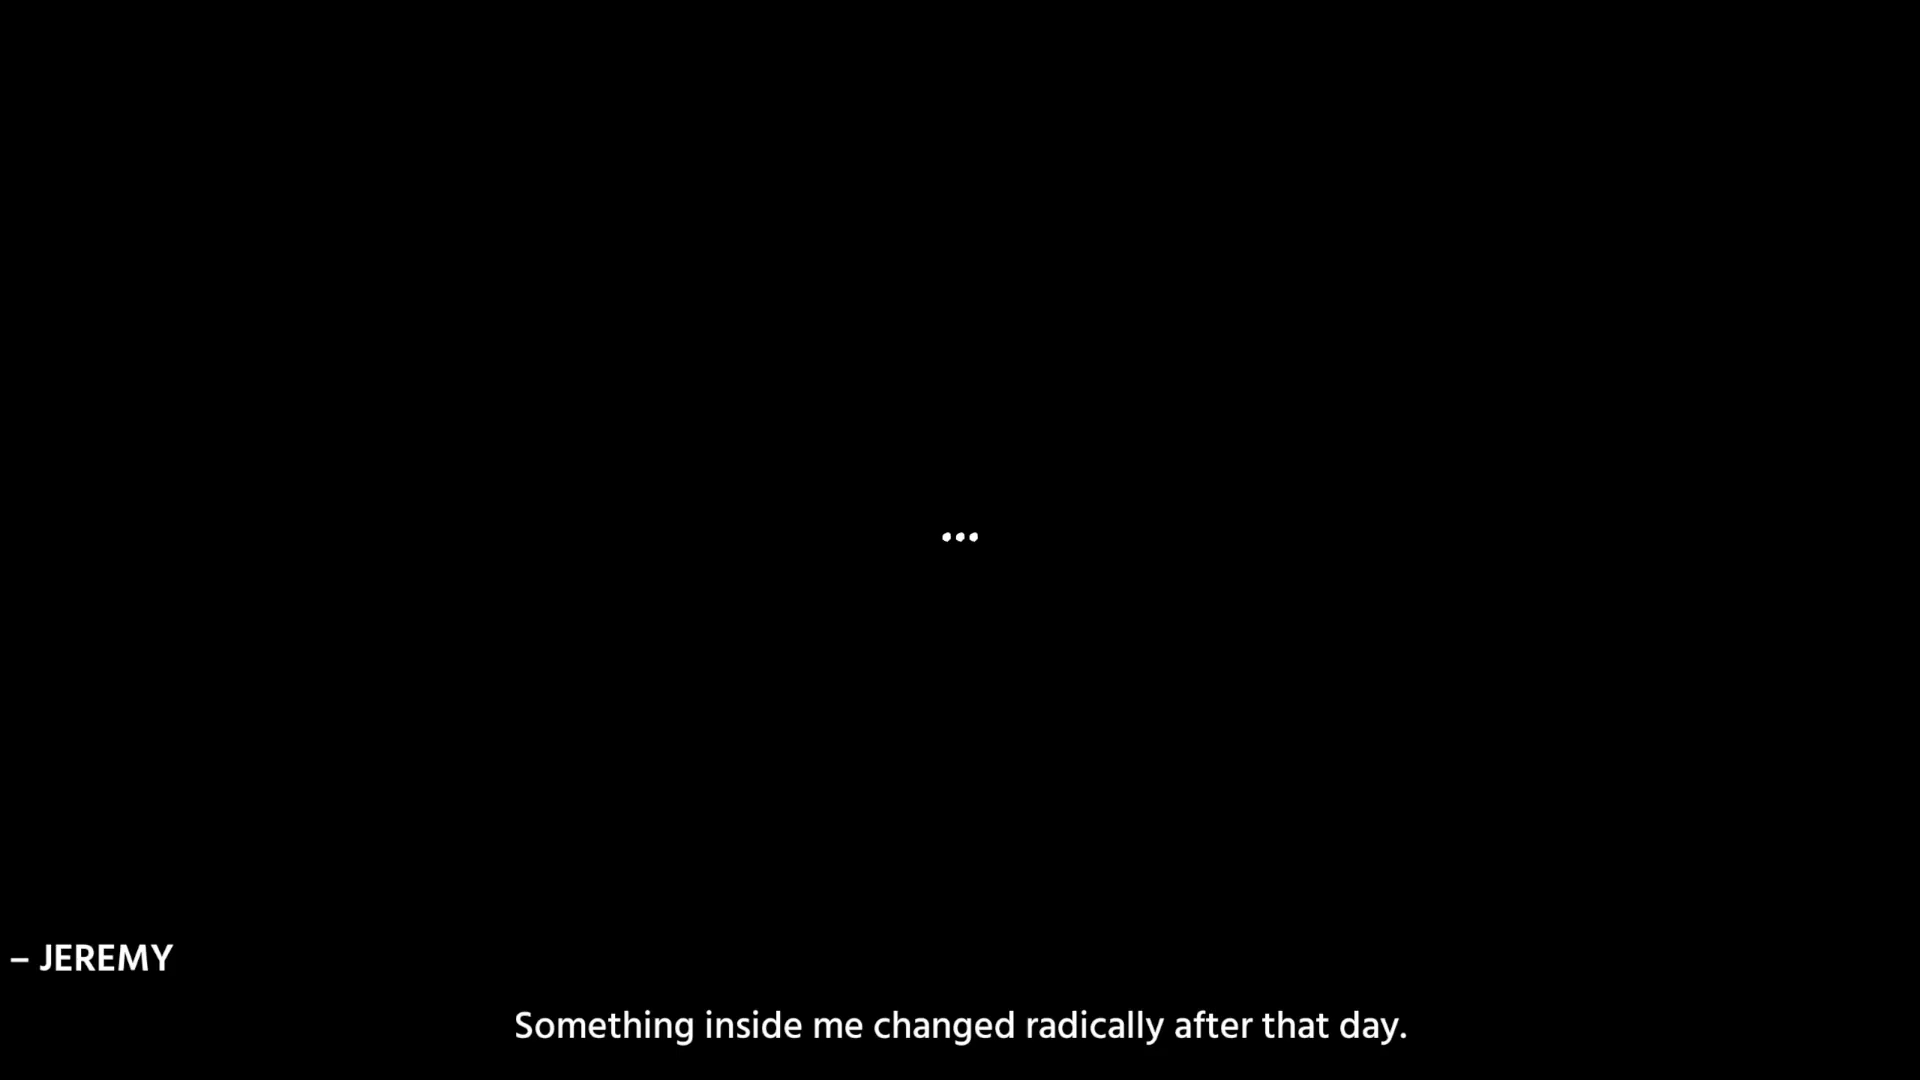 ...
– JEREMY
Something inside me changed radically after that day.